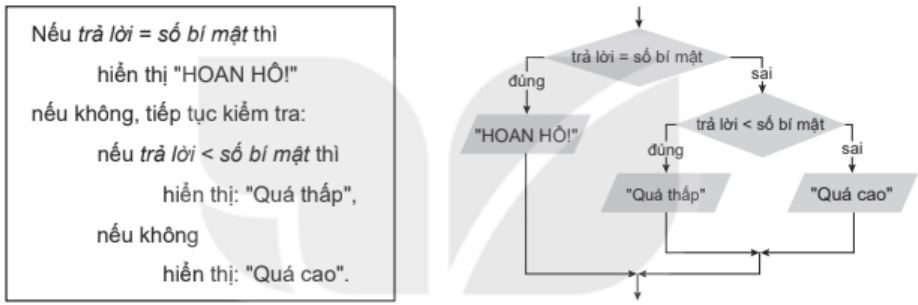 Nếu trả lời = số bí mật thì
hiển thị "HOAN HÔ!"
nếu không, tiếp tục kiểm tra:
nếu trả lời < số bí mật thì
hiển thị: "Quá thấp",
nếu không
hiển thị: "Quá cao".
trả lời = số bí mật
đúng
sai
"HOAN HÔ!"
trả lời < số bí mật
đúng
sai
"Quá thấp"
"Quá cao"